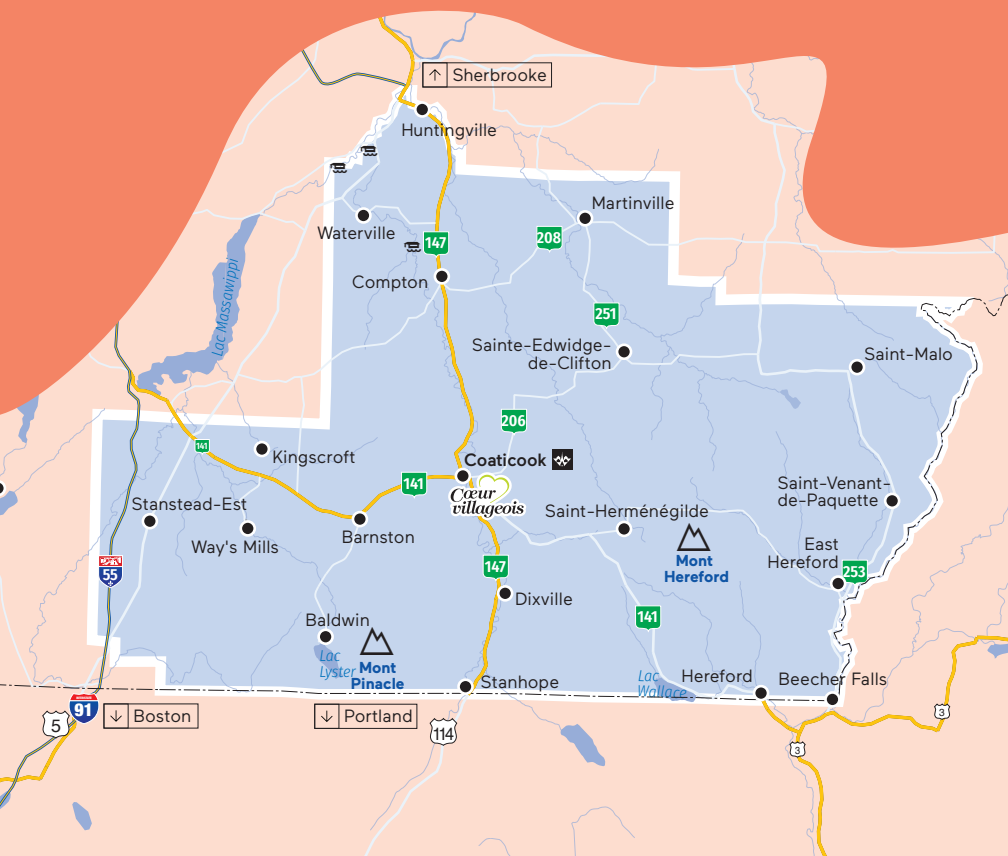 ↑ Sherbrooke
Huntingville
Martinville
Waterville
208
147
Compton
Lac Massawippi
251
Sainte-Edwidge-
de-Clifton
Saint-Malo
206
141
Kingscroft
Coaticook
141
Cœur
villageois
Saint-Venant-
de-Paquette
Stanstead-Est
Saint-Herménégilde
Barnston
Way's Mills
Mont
Hereford
East
Hereford
253
147
55
Dixville
141
Baldwin
Lac
Lyster
Mont
Pinacle
Stanhope
Lac
Wallace
Hereford
Beecher Falls
91
5
↓ Boston
↓ Portland
114
3
3